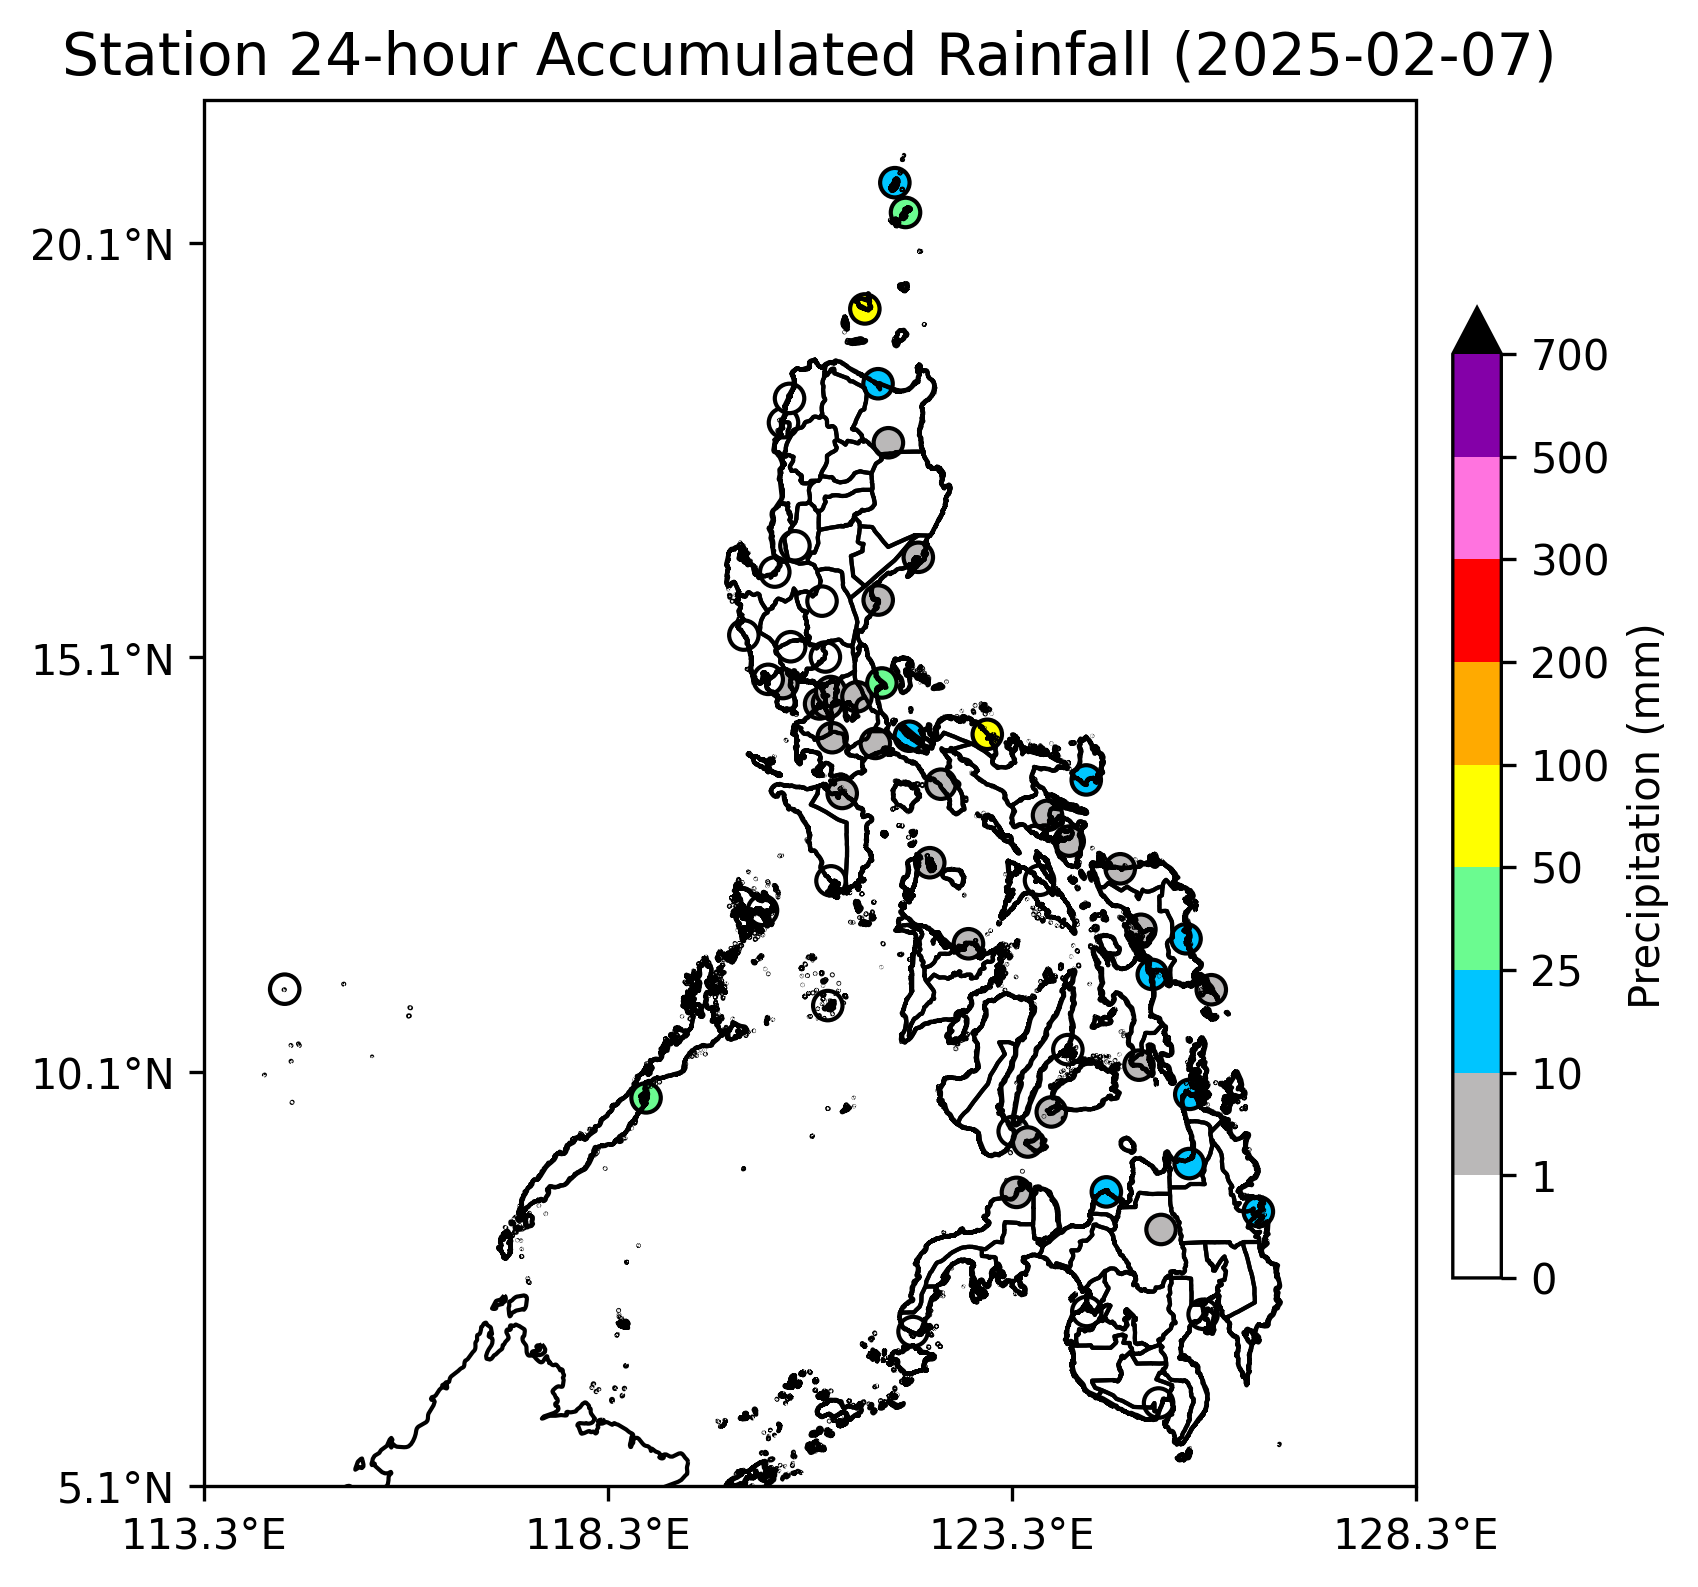 Station 24-hour Accumulated Rainfall (2025-02-07)
20.1°N
15.1°N
10.1°N
5.1°N
113.3°E
118.3°E
123.3°E
128.3°E
700
500
300
200
100
50
25
10
1
0
Precipitation (mm)